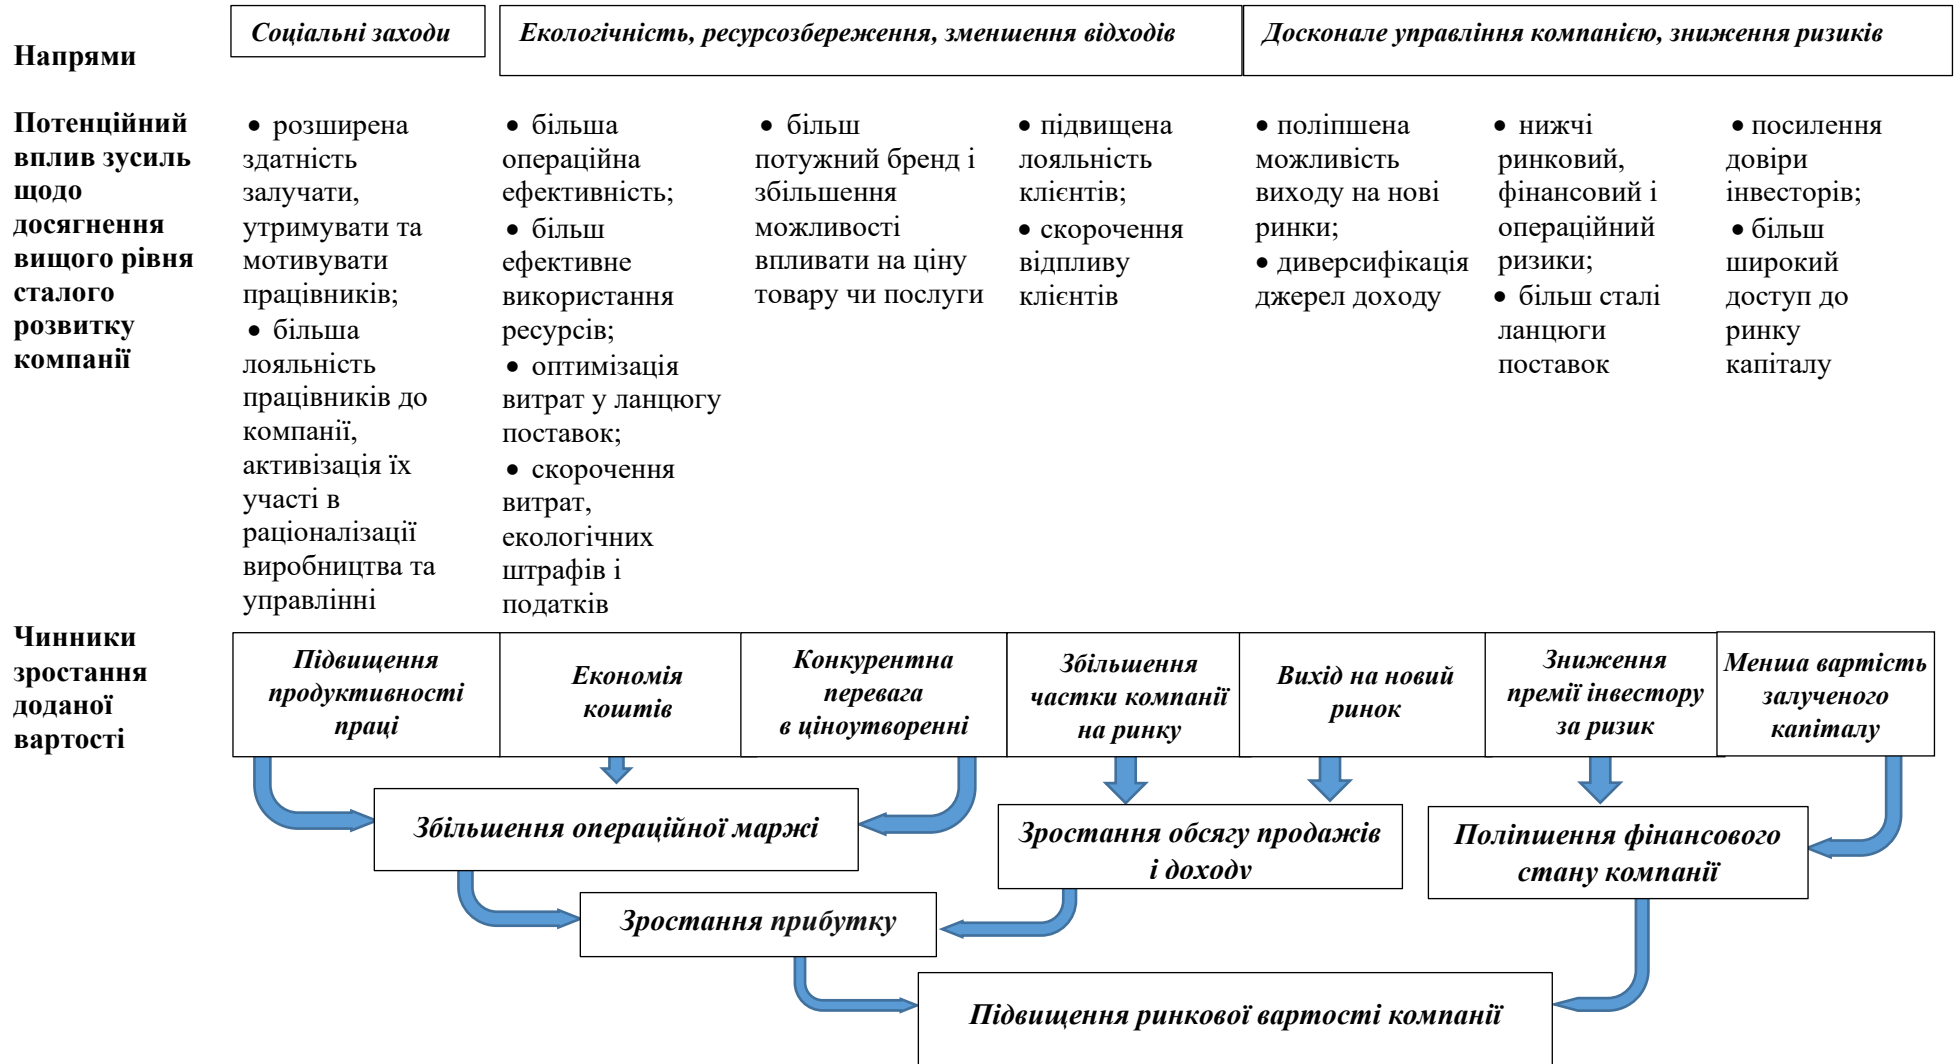 Напрями
Соціальні заходи
Екологічність, ресурсозбереження, зменшення відходів
Досконале управління компанією, зниження ризиків
Потенційний
вплив зусиль
щодо
досягнення
вищого рівня
сталого
розвитку
компанії
• розширена
здатність
залучати,
утримувати та
мотивувати
працівників;
• більша
лояльність
працівників до
компанії,
активізація їх
участі в
раціоналізації
виробництва та
управлінні
• більша
операційна
ефективність;
• більш
ефективне
використання
ресурсів;
• оптимізація
витрат у ланцюгу
поставок;
• скорочення
витрат,
екологічних
штрафів і
податків
• більш
потужний бренд і
збільшення
можливості
впливати на ціну
товару чи послуги
• підвищена
лояльність
клієнтів;
• скорочення
відпливу
клієнтів
• поліпшена
можливість
виходу на нові
ринки;
• диверсифікація
джерел доходу
• нижчі
ринковий,
фінансовий і
операційний
ризики;
• більш сталі
ланцюги
поставок
• посилення
довіри
інвесторів;
• більш
широкий
доступ до
ринку
капіталу
Чинники
зростання
доданої
вартості
Підвищення
продуктивності
праці
Економія
коштів
Конкурентна
перевага
в ціноутворенні
Збільшення
частки компанії
на ринку
Вихід на новий
ринок
Зниження
премії інвестору
за ризик
Менша вартість
залученого
капіталу
Збільшення операційної маржі
Зростання обсягу продажів
і доходу
Поліпшення фінансового
стану компанії
Зростання прибутку
Підвищення ринкової вартості компанії